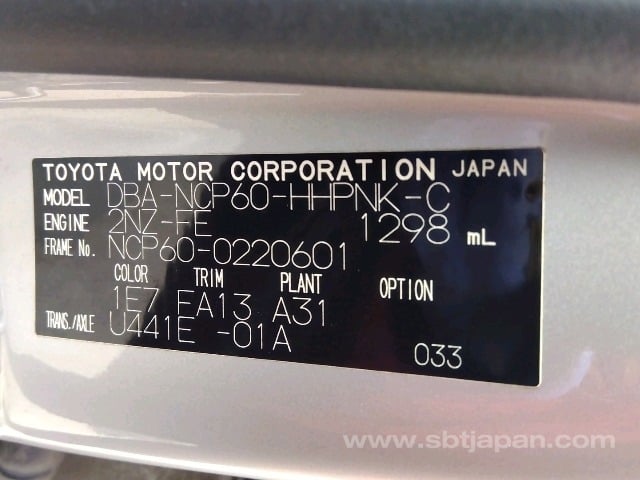 TOYOTA MOTOR CORPORATION JAPAN
MODEL DBA-NCP60-HHPNK-C
ENGINE 2NZ-FE 1298 mL
FRAME No. NCP60-0220601
COLOR TRIM PLANT OPTION
1E7 FA13 A31
TRANS./AXLE U441E -01A
033
www.sbtjapan.com